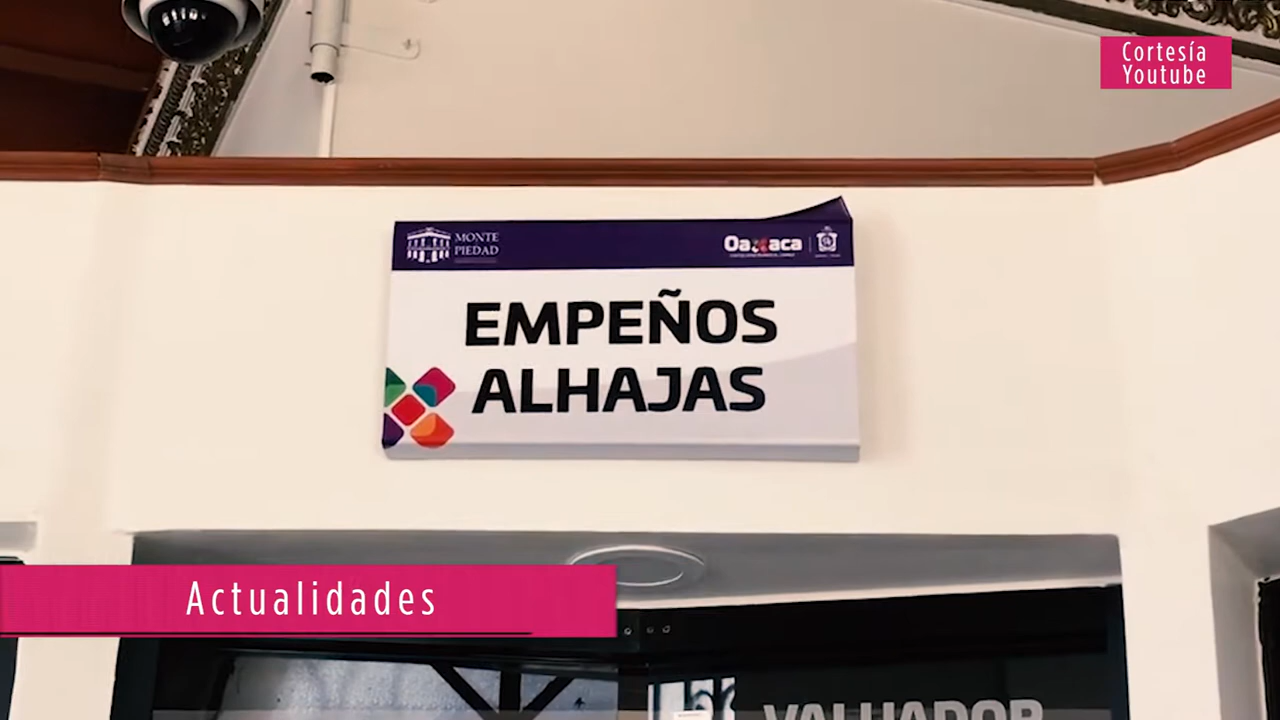 Cortesía
Youtube
MONTE
PIEDAD
Oaxaca
EMPEÑOS
ALHAJAS
Actualidades
VALUADOR